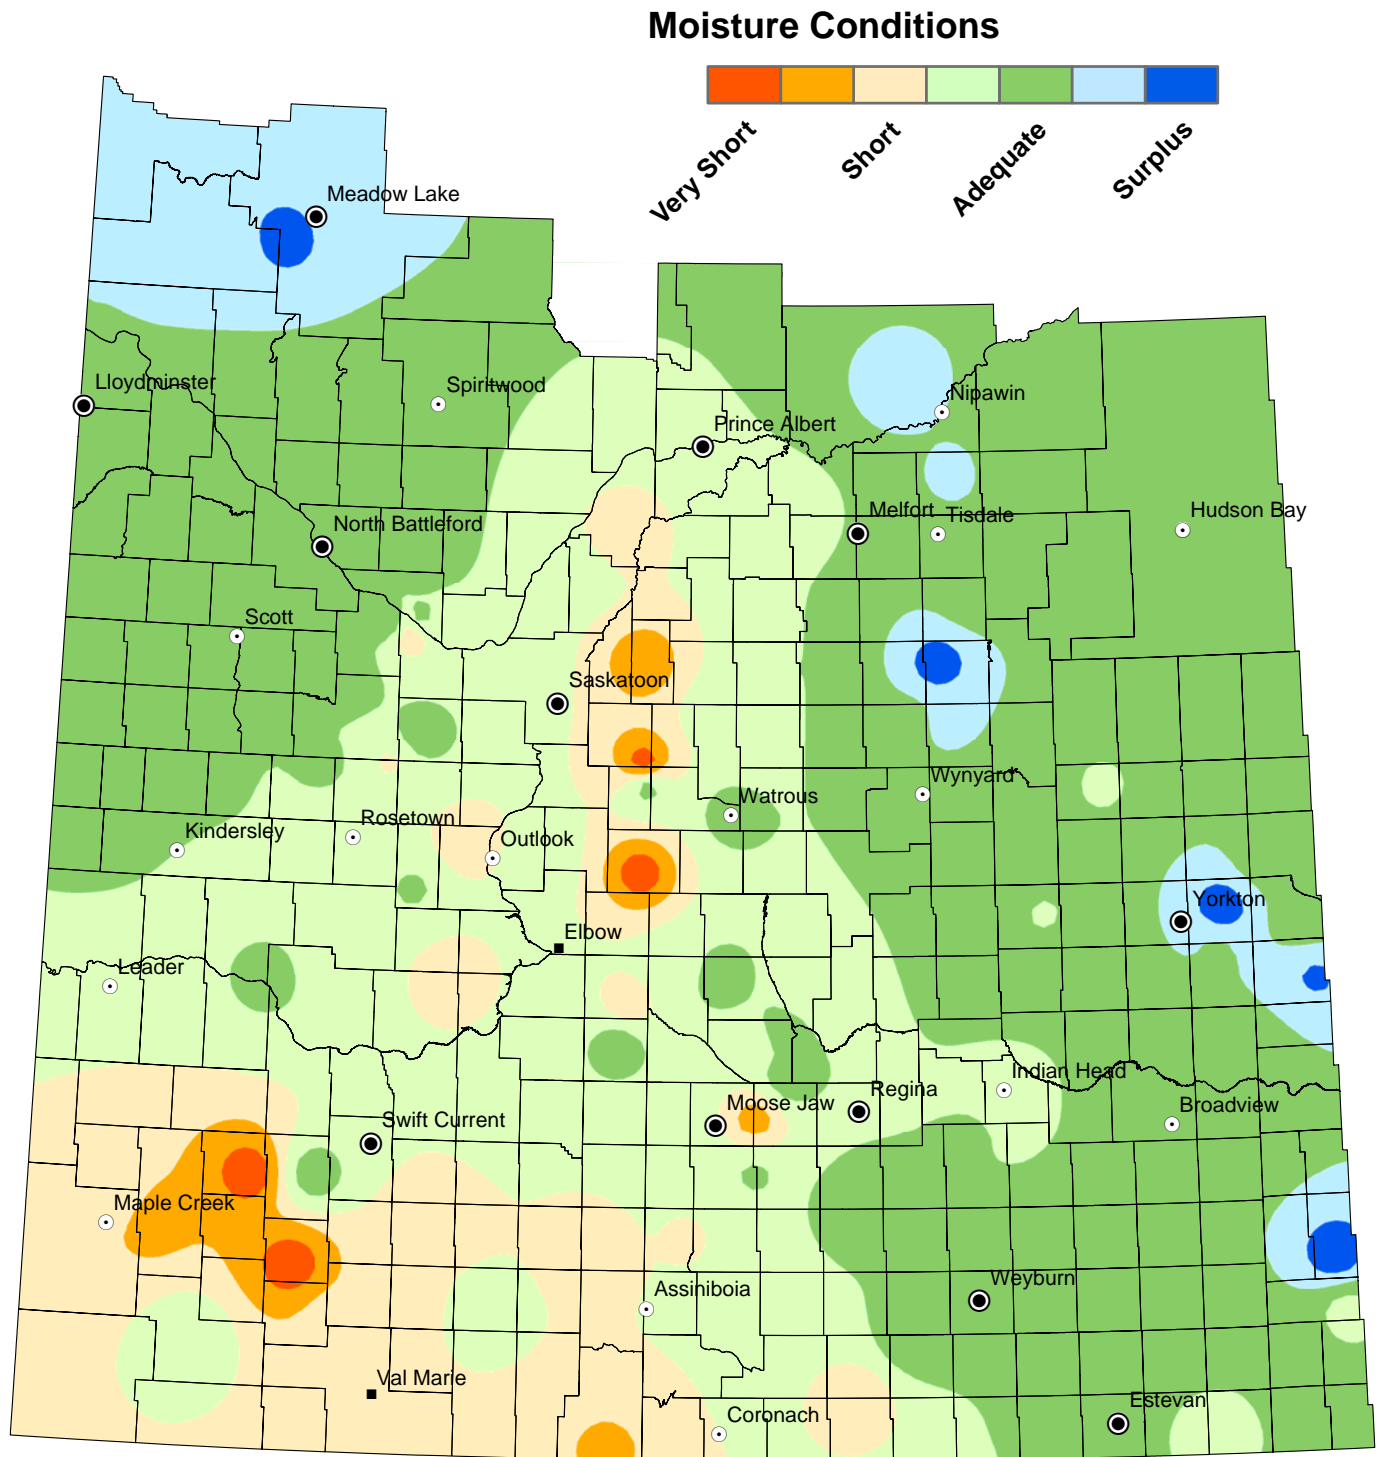 Moisture Conditions
Very Short
Short
Adequate
Surplus
Meadow Lake
Lloydminster
Spiritwood
Nipawin
Prince Albert
Melfort
Tisdale
Hudson Bay
North Battleford
Scott
Saskatoon
Wynyard
Watrous
Rosetown
Kindersley
Outlook
Yorkton
Elbow
Leader
Indian Head
Regina
Moose Jaw
Broadview
Swift Current
Maple Creek
Weyburn
Assiniboia
Val Marie
Estevan
Coronach